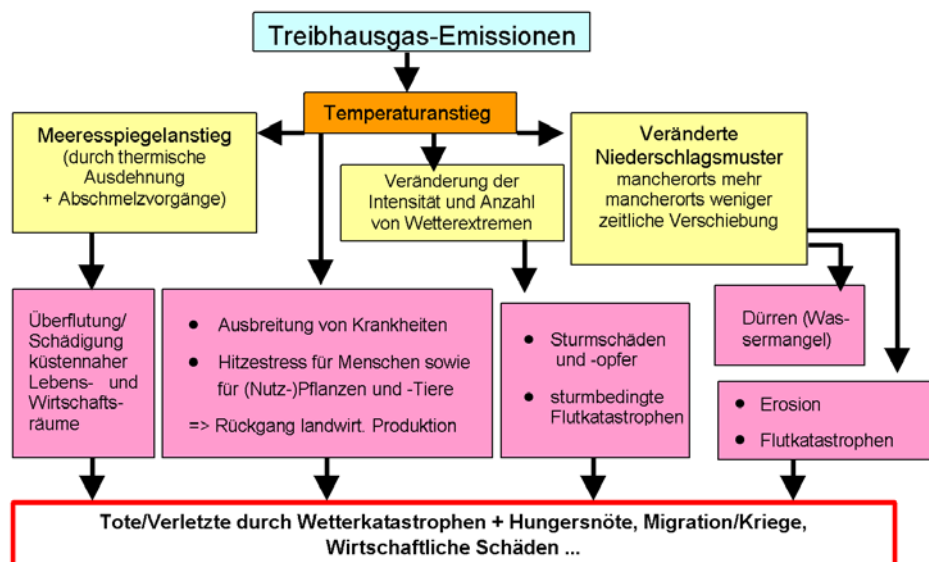 Treibhausgas-Emissionen
Temperaturanstieg
Meeresspiegelanstieg
(durch thermische
Ausdehnung
+ Abschmelzvorgänge)
Veränderung der
Intensität und Anzahl
von Wetterextremen
Veränderte
Niederschlagsmuster
mancherorts mehr
mancherorts weniger
zeitliche Verschiebung
Überflutung/
Schädigung
küstennaher
Lebens- und
Wirtschafts-
räume
● Ausbreitung von Krankheiten
● Hitzestress für Menschen sowie
für (Nutz-)Pflanzen und -Tiere
=> Rückgang landwirt. Produktion
● Sturmschäden
und -opfer
● sturmbedingte
Flutkatastrophen
Dürren (Was-
sermangel)
● Erosion
● Flutkatastrophen
Tote/Verletzte durch Wetterkatastrophen + Hungersnöte, Migration/Kriege,
Wirtschaftliche Schäden ...